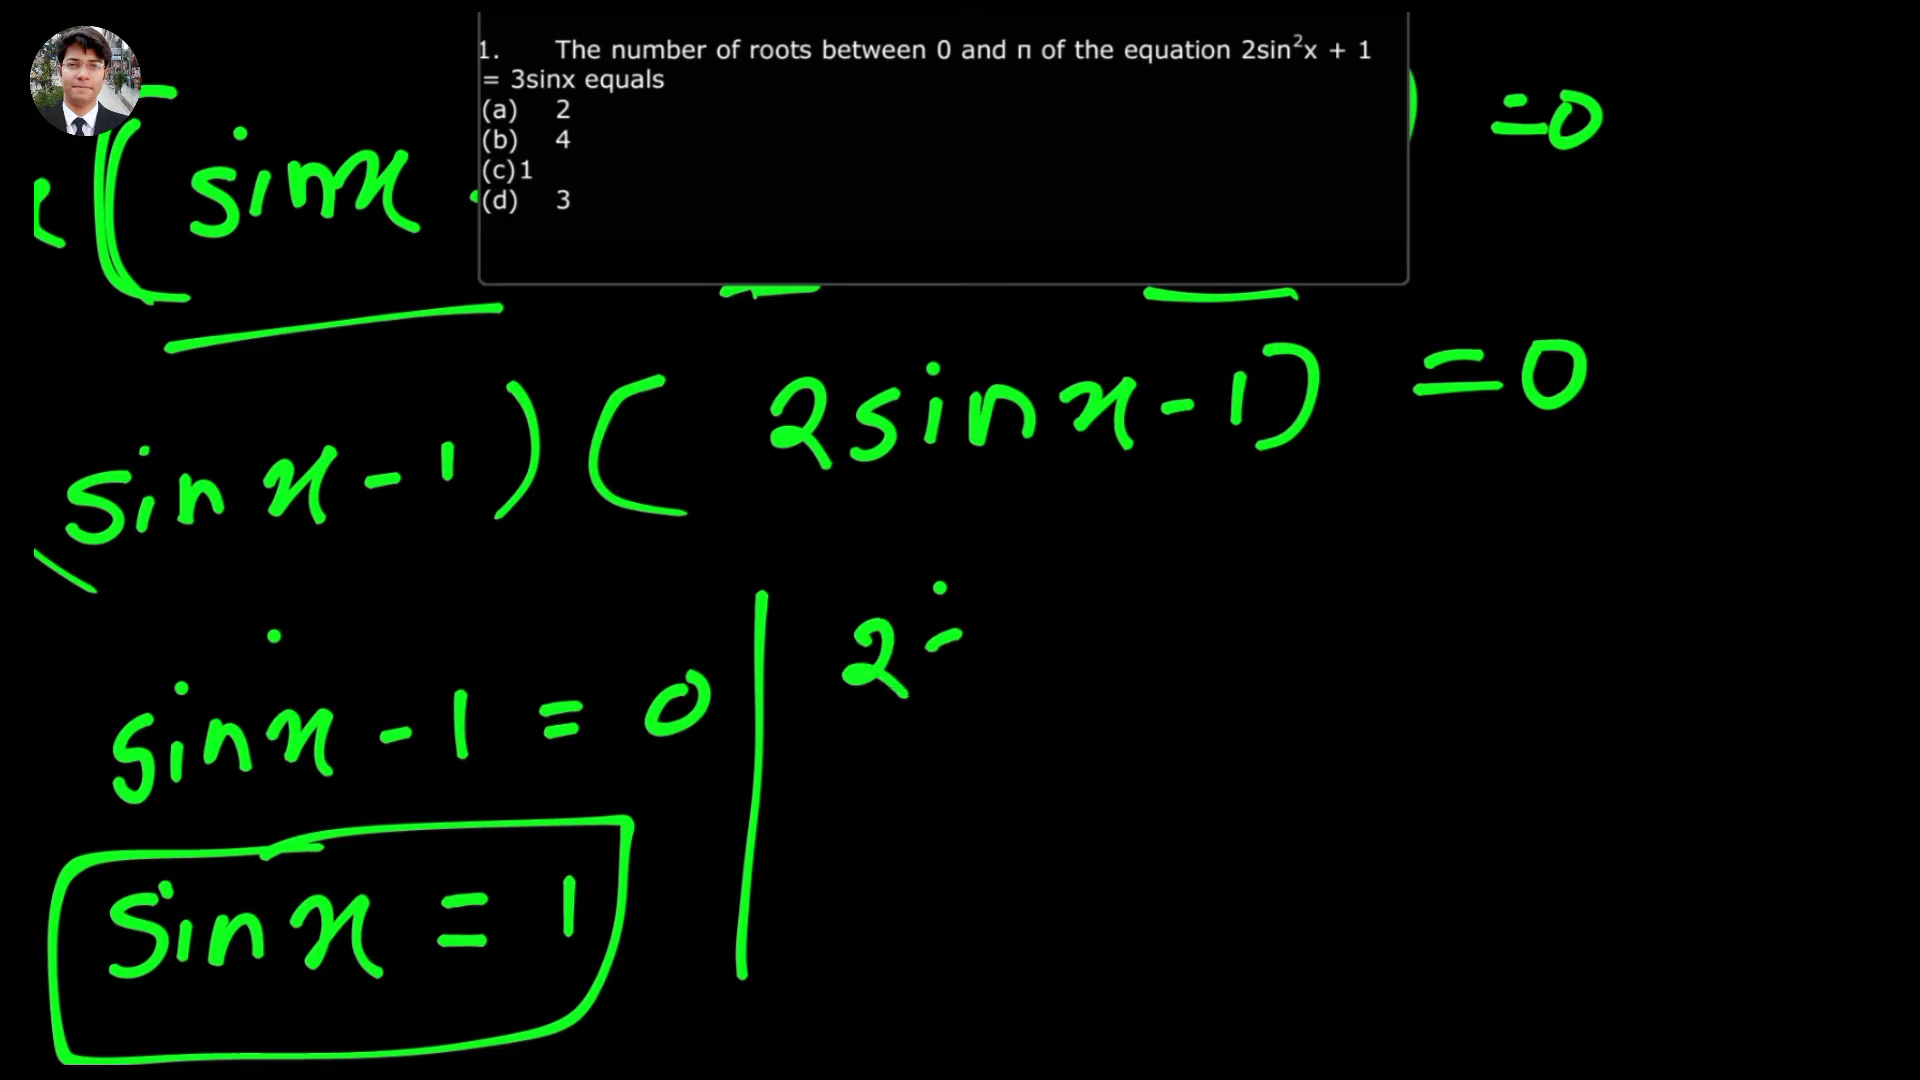 1. The number of roots between 0 and π of the equation 2sin²x + 1
= 3sinx equals
(a) 2
(b) 4
(c) 1
(d) 3
(sinx = 0
sinx - 1) ( 2sinx - 1) = 0
sinx - 1 = 0
2
sinx = 1